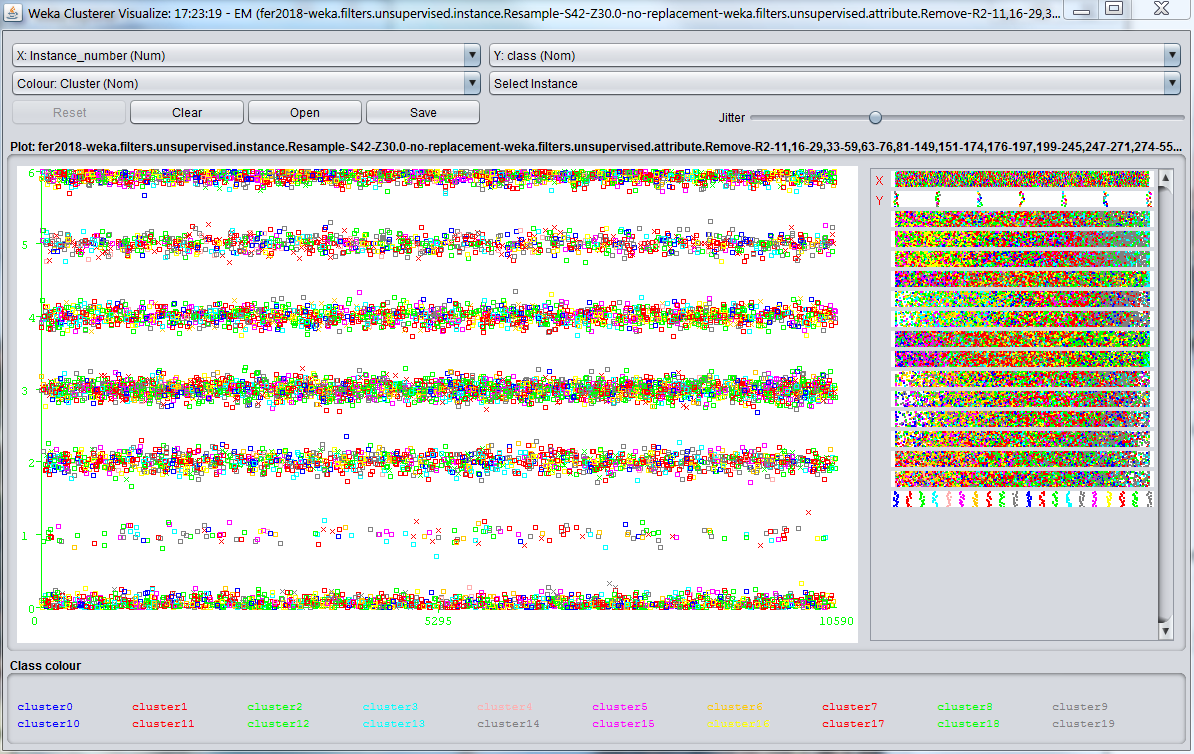 Weka Clusterer Visualize: 17:23:19 - EM (fer2018-weka.filters.unsupervised.instance.Resample-S42-Z30.0-no-replacement-weka.filters.unsupervised.attribute.Remove-R2-11,16-29,3...
X: Instance_number (Num) Y: class (Nom)
Colour: Cluster (Nom) Select Instance
Reset Clear Open Save Jitter
Plot: fer2018-weka.filters.unsupervised.instance.Resample-S42-Z30.0-no-replacement-weka.filters.unsupervised.attribute.Remove-R2-11,16-29,33-59,63-76,81-149,151-174,176-197,199-245,247-271,274-55...
6
5
4
3
2
1
0
0 5295 10590
X
Y
Class colour
cluster0 cluster1 cluster2 cluster3 cluster4 cluster5 cluster6 cluster7 cluster8 cluster9
cluster10 cluster11 cluster12 cluster13 cluster14 cluster15 cluster16 cluster17 cluster18 cluster19